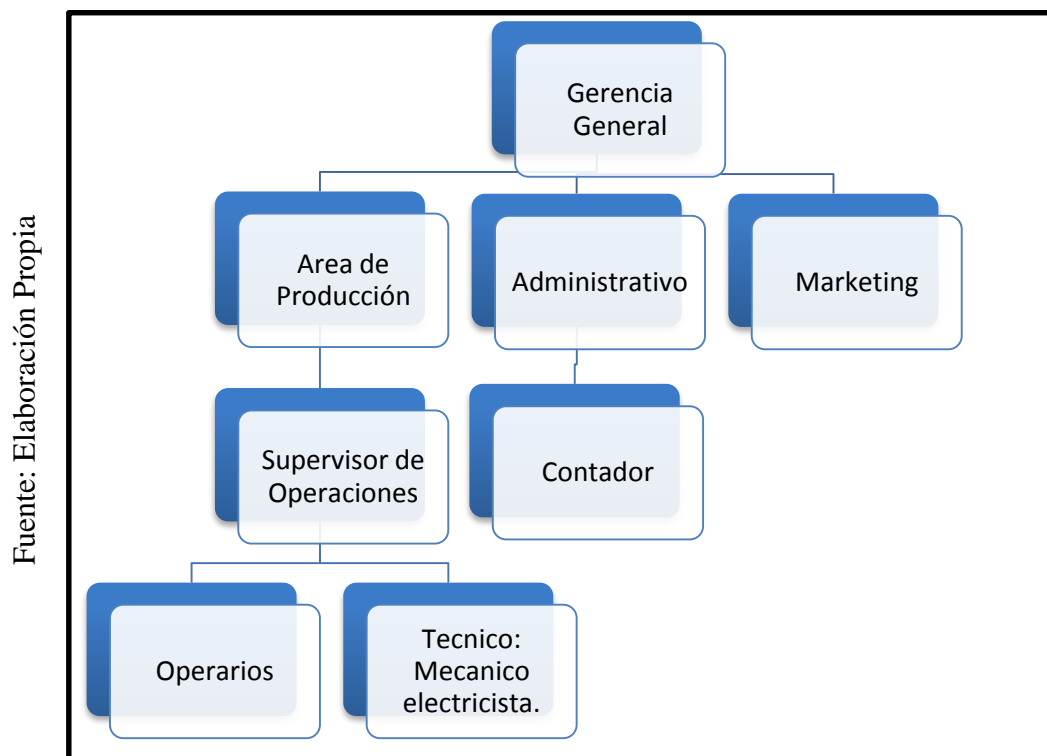 Gerencia
General
Area de
Producción
Administrativo
Marketing
Supervisor de
Operaciones
Contador
Operarios
Tecnico:
Mecanico
electricista.
Fuente: Elaboración Propia